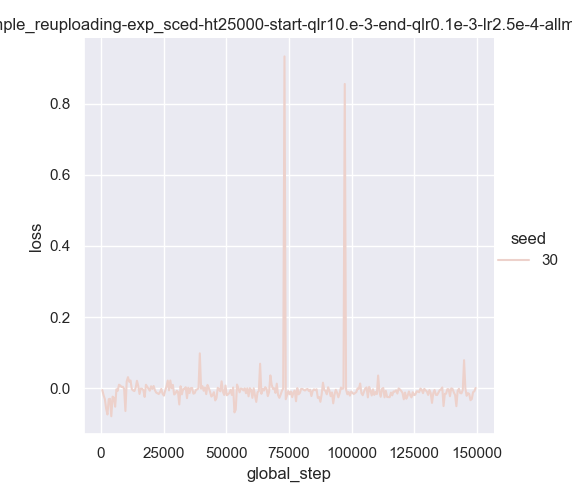 mple_reuploading-exp_sced-ht25000-start-qlr10.e-3-end-qlr0.1e-3-lr2.5e-4-allm
0.8
0.6
0.4
0.2
0.0
loss
0 25000 50000 75000 100000 125000 150000
global_step
seed
30